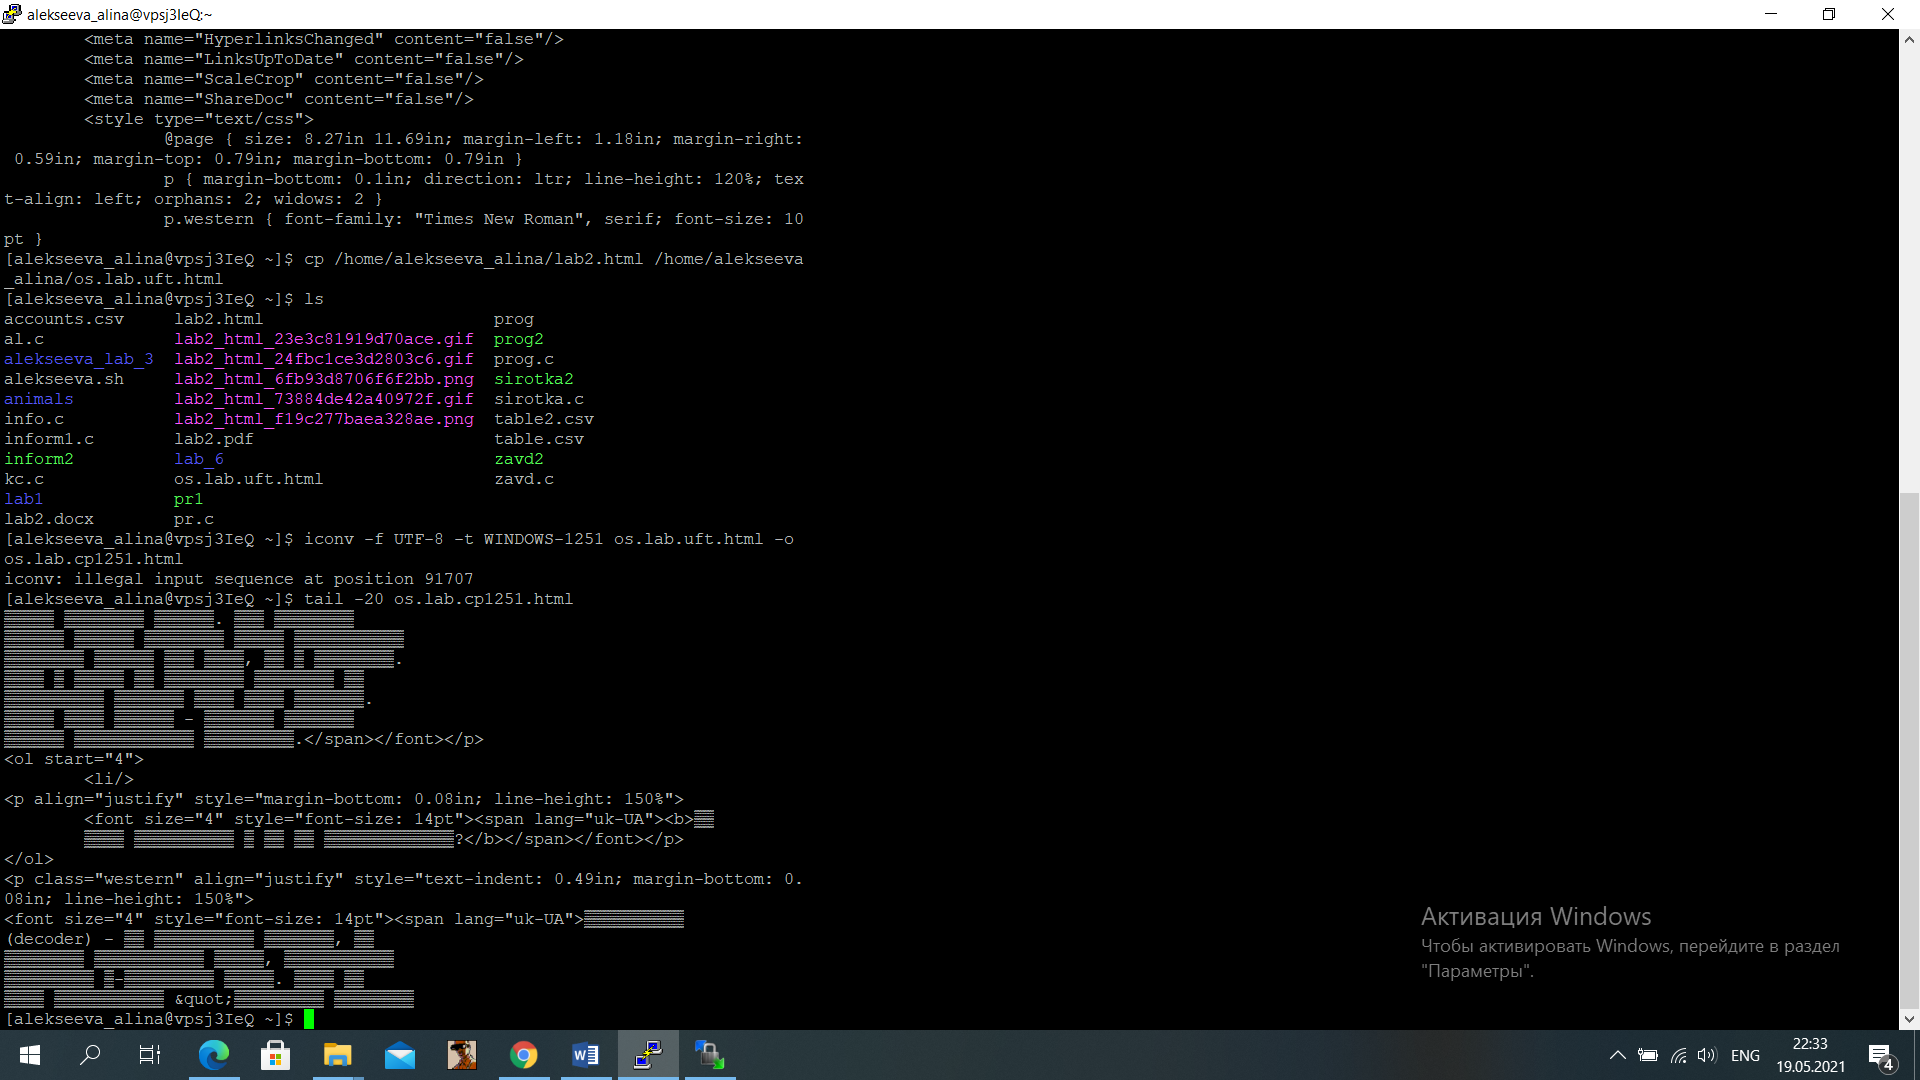 alekseeva_alina@vpsj3IeQ:~
<meta name="HyperlinksChanged" content="false"/>
<meta name="LinksUpToDate" content="false"/>
<meta name="ScaleCrop" content="false"/>
<meta name="ShareDoc" content="false"/>
<style type="text/css">
@page { size: 8.27in 11.69in; margin-left: 1.18in; margin-right:
0.59in; margin-top: 0.79in; margin-bottom: 0.79in }
p { margin-bottom: 0.1in; direction: ltr; line-height: 120%; tex
t-align: left; orphans: 2; widows: 2 }
p.western { font-family: "Times New Roman", serif; font-size: 10
pt }
[alekseeva_alina@vpsj3IeQ ~]$ cp /home/alekseeva_alina/lab2.html /home/alekseeva
_alina/os.lab.uft.html
[alekseeva_alina@vpsj3IeQ ~]$ ls
accounts.csv lab2.html prog
al.c lab2_html_23e3c81919d70ace.gif prog2
alekseeva_lab_3 lab2_html_24fbc1ce3d2803c6.gif prog.c
alekseeva.sh lab2_html_6fb93d8706f6f2bb.png sirotka2
animals lab2_html_73884de42a40972f.gif sirotka.c
info.c lab2_html_f19c277baea328ae.png table2.csv
inform1.c lab2.pdf table.csv
inform2 lab_6 zavd2
kc.c os.lab.uft.html zavd.c
lab1 pr1
lab2.docx pr.c
[alekseeva_alina@vpsj3IeQ ~]$ iconv -f UTF-8 -t WINDOWS-1251 os.lab.uft.html -o
os.lab.cp1251.html
iconv: illegal input sequence at position 91707
[alekseeva_alina@vpsj3IeQ ~]$ tail -20 os.lab.cp1251.html
.</span></font></p>
<ol start="4">
<li/>
<p align="justify" style="margin-bottom: 0.08in; line-height: 150%">
<font size="4" style="font-size: 14pt"><span lang="uk-UA"><b>
?</b></span></font></p>
</ol>
<p class="western" align="justify" style="text-indent: 0.49in; margin-bottom: 0.
08in; line-height: 150%">
<font size="4" style="font-size: 14pt"><span lang="uk-UA">
(decoder) -
&quot;
[alekseeva_alina@vpsj3IeQ ~]$
Активация Windows
Чтобы активировать Windows, перейдите в раздел
"Параметры".
ENG
22:33
19.05.2021
4